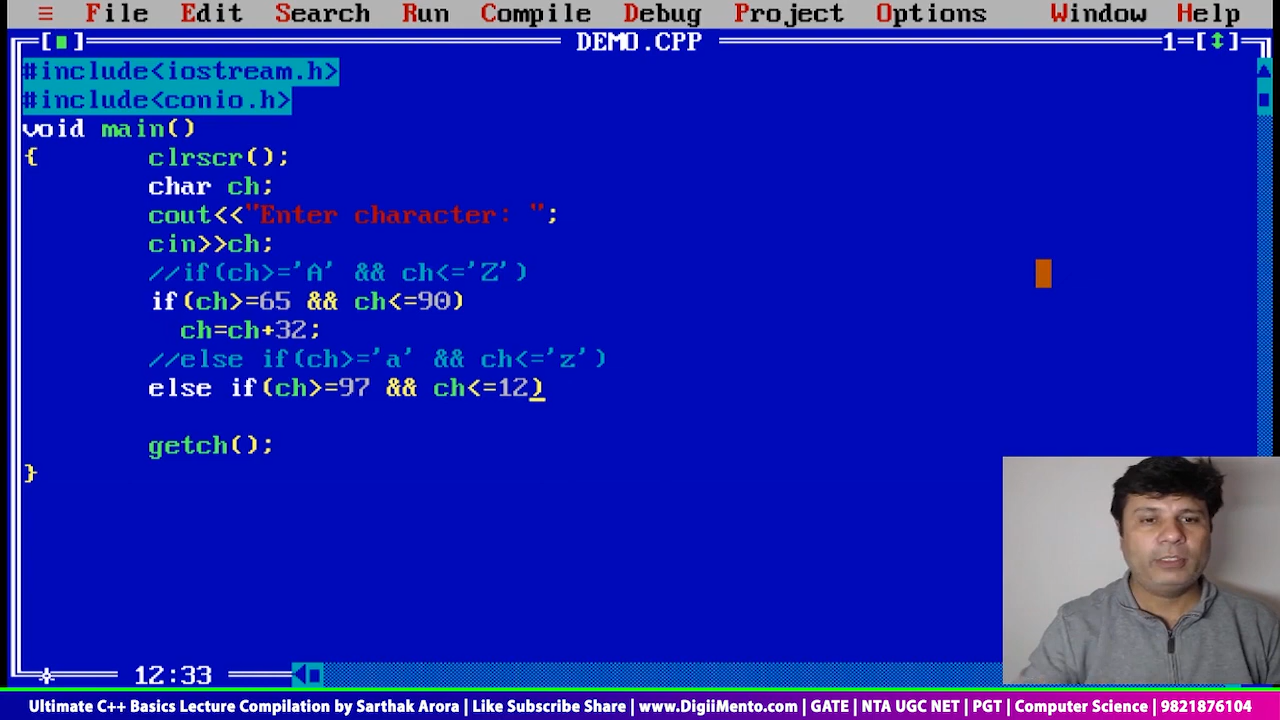 ≡ File Edit Search Run Compile Debug Project Options Window Help
[■] DEMO.CPP 1=[↕]
#include<iostream.h>
#include<conio.h>
void main()
{ clrscr();
char ch;
cout<<"Enter character: ";
cin>>ch;
//if(ch>='A' && ch<='Z')
if(ch>=65 && ch<=90)
ch=ch+32;
//else if(ch>='a' && ch<='z')
else if(ch>=97 && ch<=12)
getch();
}
12:33
Ultimate C++ Basics Lecture Compilation by Sarthak Arora | Like Subscribe Share | www.DigiiMento.com | GATE | NTA UGC NET | PGT | Computer Science | 9821876104